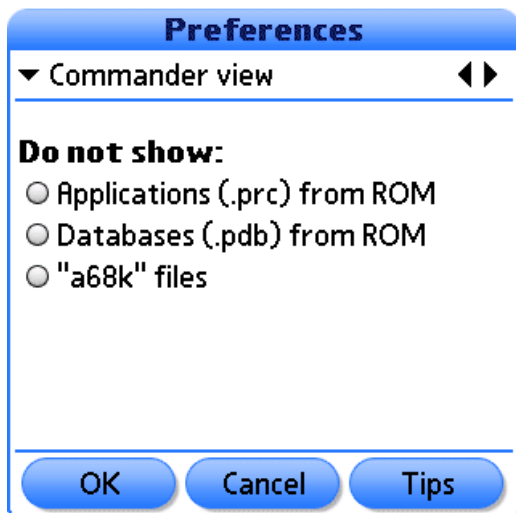 Preferences
Commander view
Do not show:
Applications (.prc) from ROM
Databases (.pdb) from ROM
"a68k" files
OK Cancel Tips